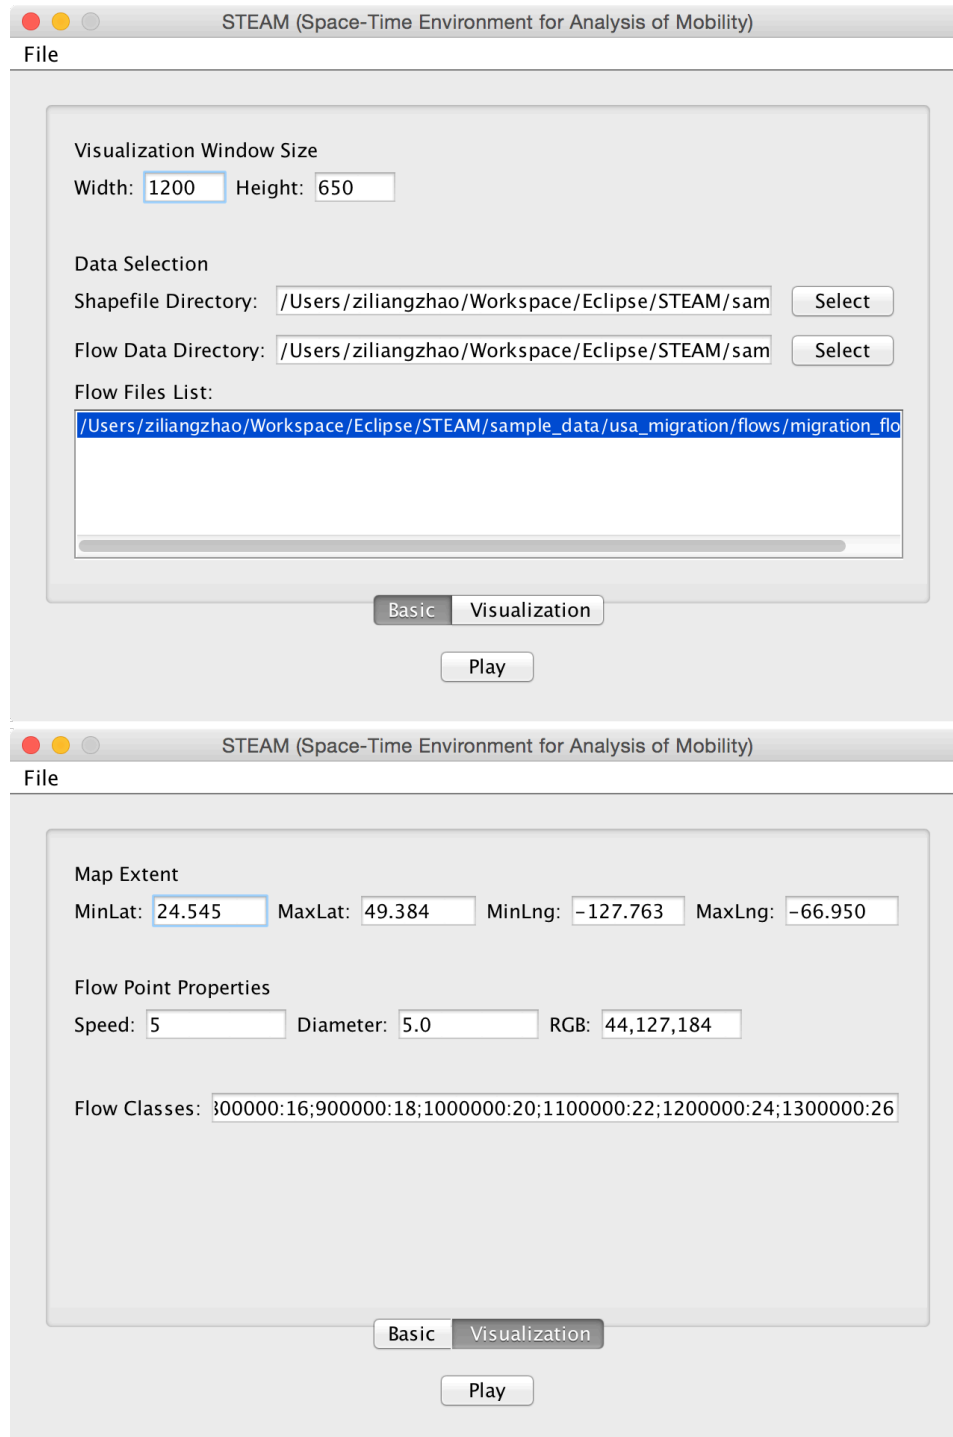 STEAM (Space-Time Environment for Analysis of Mobility)
File
Visualization Window Size
Width: 1200 Height: 650
Data Selection
Shapefile Directory: /Users/ziliangzhao/Workspace/Eclipse/STEAM/sam Select
Flow Data Directory: /Users/ziliangzhao/Workspace/Eclipse/STEAM/sam Select
Flow Files List:
/Users/ziliangzhao/Workspace/Eclipse/STEAM/sample_data/usa_migration/flows/migration_flo
Basic Visualization
Play
STEAM (Space-Time Environment for Analysis of Mobility)
File
Map Extent
MinLat: 24.545 MaxLat: 49.384 MinLng: -127.763 MaxLng: -66.950
Flow Point Properties
Speed: 5 Diameter: 5.0 RGB: 44,127,184
Flow Classes: 800000:16;900000:18;1000000:20;1100000:22;1200000:24;1300000:26
Basic Visualization
Play